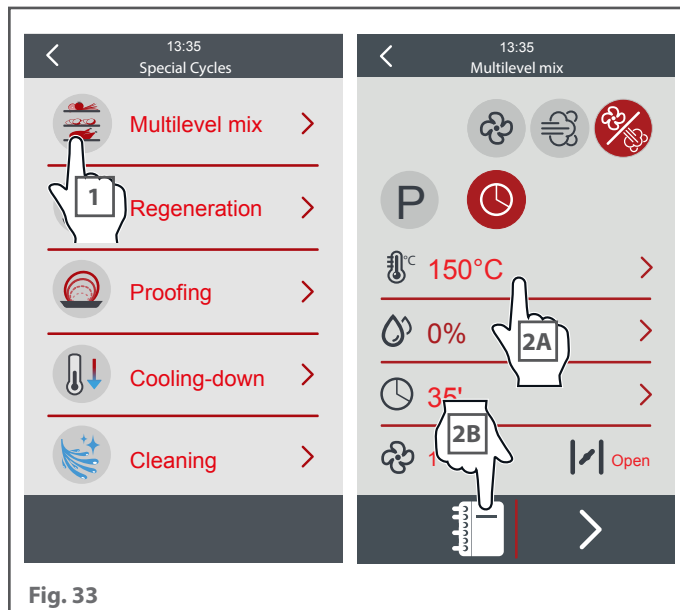 13:35
Special Cycles
Multilevel mix
1
Regeneration
Proofing
Cooling-down
Cleaning
13:35
Multilevel mix
P
°C 150°C
2A
0%
35'
2B
1
Open
Fig. 33